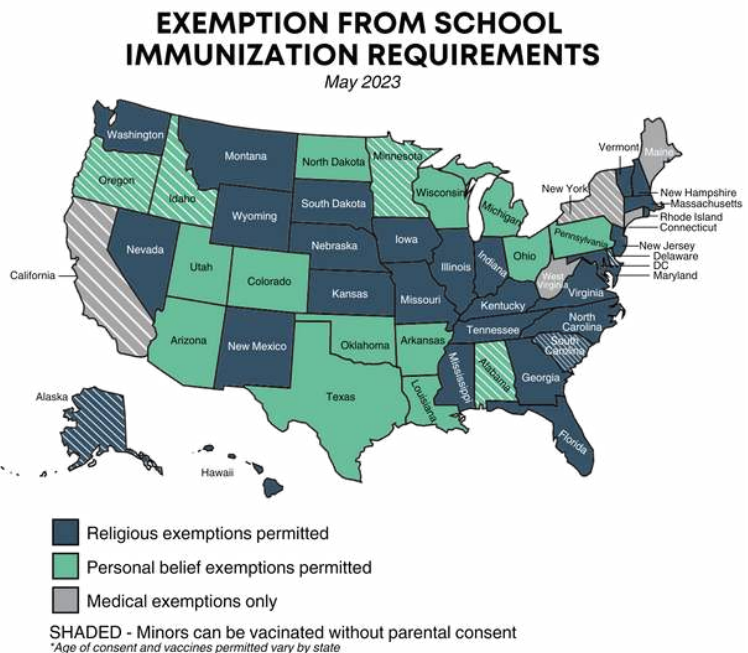 EXEMPTION FROM SCHOOL
IMMUNIZATION REQUIREMENTS
May 2023
Washington
Montana
North Dakota
Minnesota
Vermont
Maine
Oregon
Idaho
Wyoming
South Dakota
Wisconsin
Michigan
New York
New Hampshire
Massachusetts
Rhode Island
Connecticut
Nevada
Utah
Colorado
Nebraska
Iowa
Illinois
Indiana
Ohio
Pennsylvania
New Jersey
Delaware
DC
Maryland
California
Kansas
Missouri
Kentucky
West
Virginia
Virginia
Arizona
New Mexico
Oklahoma
Arkansas
Tennessee
North
Carolina
South
Carolina
Texas
Louisiana
Mississippi
Alabama
Georgia
Florida
Alaska
Hawaii
Religious exemptions permitted
Personal belief exemptions permitted
Medical exemptions only
SHADED - Minors can be vacinated without parental consent
*Age of consent and vaccines permitted vary by state